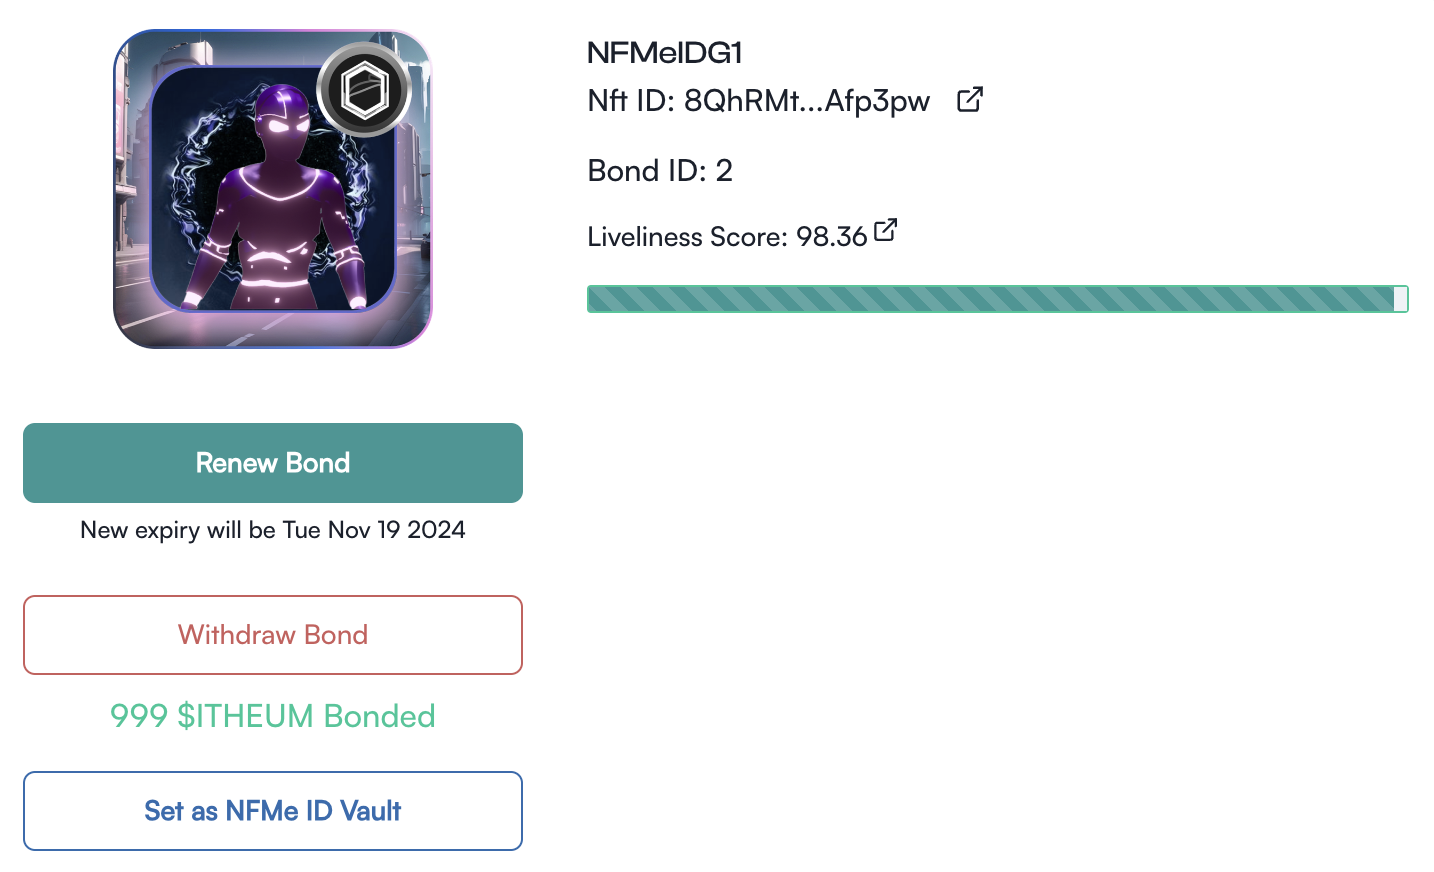 NFMeIDG1
Nft ID: 8QhRMt...Afp3pw
Bond ID: 2
Liveliness Score: 98.36
Renew Bond
New expiry will be Tue Nov 19 2024
Withdraw Bond
999 $ITHEUM Bonded
Set as NFMe ID Vault